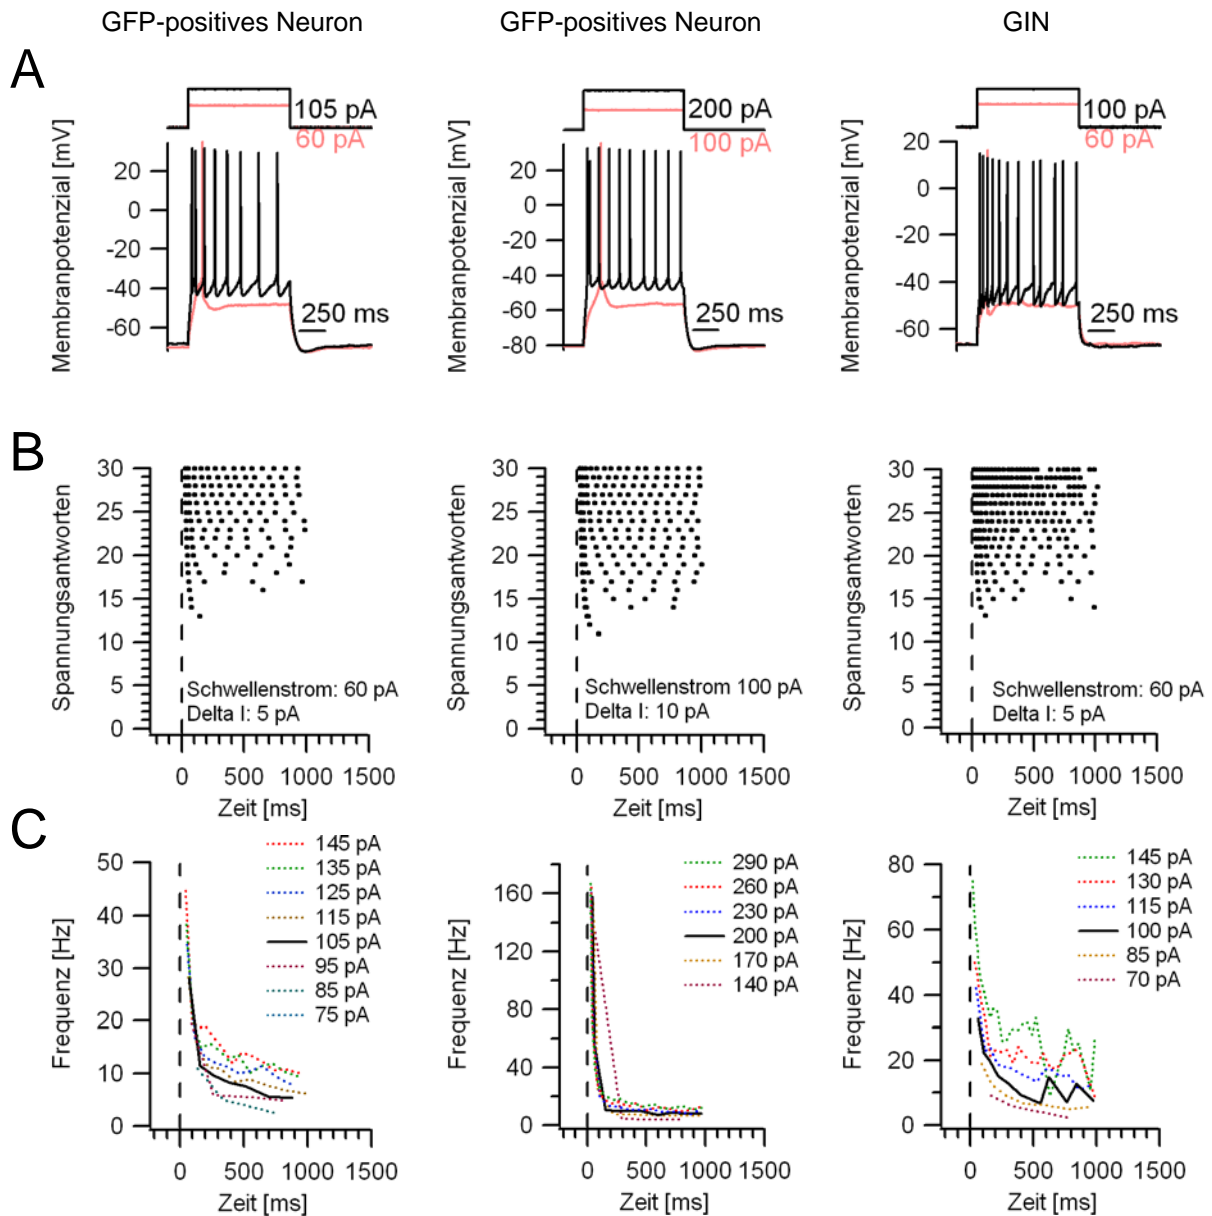 GFP-positives Neuron
GFP-positives Neuron
GIN
A
105 pA
60 pA
Membranpotenzial [mV]
20
0
-20
-40
-60
250 ms
200 pA
100 pA
Membranpotenzial [mV]
20
0
-20
-40
-60
-80
250 ms
100 pA
60 pA
Membranpotenzial [mV]
20
0
-20
-40
-60
250 ms
B
Spannungsantworten
30
25
20
15
10
5
0
Schwellenstrom: 60 pA
Delta I: 5 pA
0 500 1000 1500
Zeit [ms]
Spannungsantworten
30
25
20
15
10
5
0
Schwellenstrom 100 pA
Delta I: 10 pA
0 500 1000 1500
Zeit [ms]
Spannungsantworten
30
25
20
15
10
5
0
Schwellenstrom: 60 pA
Delta I: 5 pA
0 500 1000 1500
Zeit [ms]
C
Frequenz [Hz]
50
40
30
20
10
0
145 pA
135 pA
125 pA
115 pA
105 pA
95 pA
85 pA
75 pA
0 500 1000 1500
Zeit [ms]
Frequenz [Hz]
160
120
80
40
0
290 pA
260 pA
230 pA
200 pA
170 pA
140 pA
0 500 1000 1500
Zeit [ms]
Frequenz [Hz]
80
60
40
20
0
145 pA
130 pA
115 pA
100 pA
85 pA
70 pA
0 500 1000 1500
Zeit [ms]